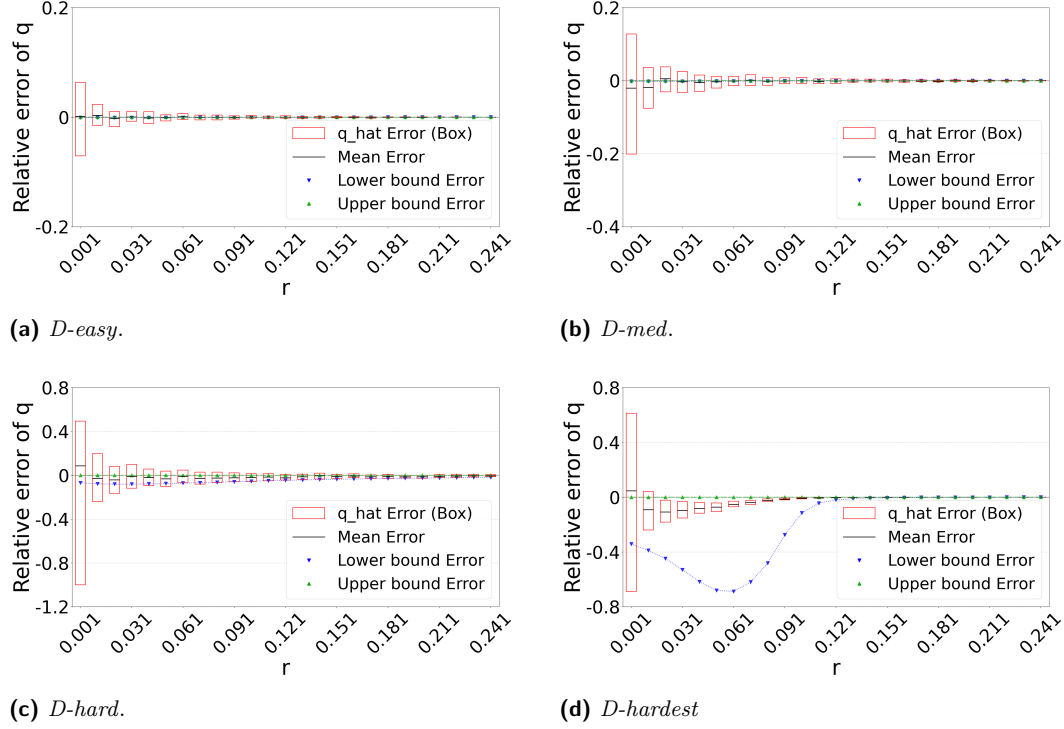 0.2
0
-0.2
Relative error of q
q_hat Error (Box)
Mean Error
Lower bound Error
Upper bound Error
0.001
0.031
0.061
0.091
0.121
0.151
0.181
0.211
0.241
r
(a) D-easy.
0.2
0
-0.2
-0.4
Relative error of q
q_hat Error (Box)
Mean Error
Lower bound Error
Upper bound Error
0.001
0.031
0.061
0.091
0.121
0.151
0.181
0.211
0.241
r
(b) D-med.
0.8
0.4
0
-0.4
-0.8
-1.2
Relative error of q
q_hat Error (Box)
Mean Error
Lower bound Error
Upper bound Error
0.001
0.031
0.061
0.091
0.121
0.151
0.181
0.211
0.241
r
(c) D-hard.
0.8
0.4
0
-0.4
-0.8
Relative error of q
q_hat Error (Box)
Mean Error
Lower bound Error
Upper bound Error
0.001
0.031
0.061
0.091
0.121
0.151
0.181
0.211
0.241
r
(d) D-hardest